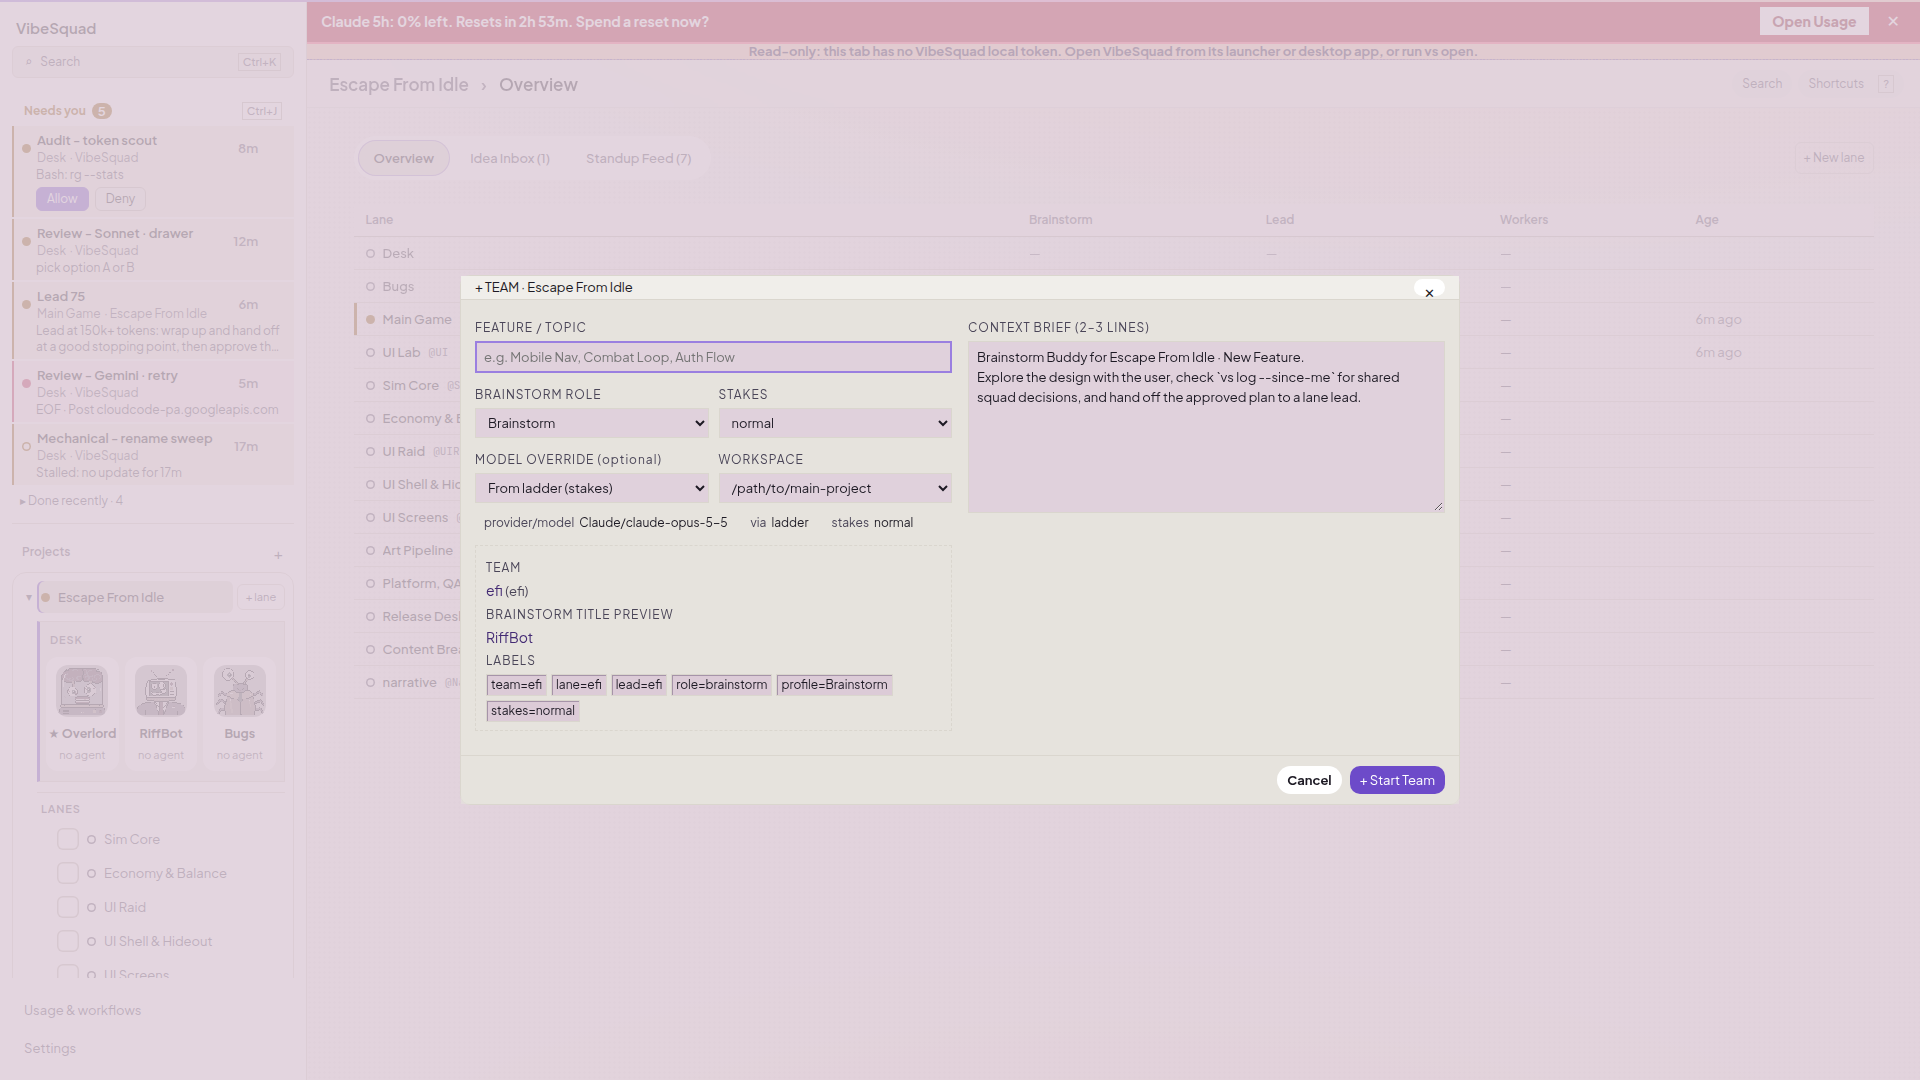 VibeSquad
Search
Ctrl+K
Needs you 5
Ctrl+J
Audit - token scout
8m
Desk · VibeSquad
Bash: rg --stats
Allow
Deny
Review - Sonnet · drawer
12m
Desk · VibeSquad
pick option A or B
Lead 75
6m
Main Game · Escape From Idle
Lead at 150k+ tokens: wrap up and hand off
at a good stopping point, then approve th…
Review - Gemini · retry
5m
Desk · VibeSquad
EOF · Post cloudcode-pa.googleapis.com
Mechanical - rename sweep
17m
Desk · VibeSquad
Stalled: no update for 17m
▸ Done recently · 4
Projects
+
▾ Escape From Idle
+ lane
DESK
★ Overlord
no agent
RiffBot
no agent
Bugs
no agent
LANES
Sim Core
Economy & Balance
UI Raid
UI Shell & Hideout
UI Screens
Usage & workflows
Settings
Claude 5h: 0% left. Resets in 2h 53m. Spend a reset now?
Open Usage
×
Read-only: this tab has no VibeSquad local token. Open VibeSquad from its launcher or desktop app, or run vs open.
Escape From Idle › Overview
Search
Shortcuts ?
Overview
Idea Inbox (1)
Standup Feed (7)
+ New lane
Lane Brainstorm Lead Workers Age
Desk — — —
Bugs —
Main Game — 6m ago
UI Lab @UI — 6m ago
Sim Core @S —
Economy & B —
UI Raid @UIR —
UI Shell & Hid —
UI Screens —
Art Pipeline —
Platform, QA —
Release Desk —
Content Brea —
narrative @N —
+ TEAM · Escape From Idle
×
FEATURE / TOPIC
e.g. Mobile Nav, Combat Loop, Auth Flow
BRAINSTORM ROLE
Brainstorm
STAKES
normal
MODEL OVERRIDE (optional)
From ladder (stakes)
WORKSPACE
/path/to/main-project
provider/model Claude/claude-opus-5-5 via ladder stakes normal
TEAM
efi (efi)
BRAINSTORM TITLE PREVIEW
RiffBot
LABELS
team=efi lane=efi lead=efi role=brainstorm profile=Brainstorm
stakes=normal
CONTEXT BRIEF (2-3 LINES)
Brainstorm Buddy for Escape From Idle · New Feature.
Explore the design with the user, check `vs log --since-me` for shared
squad decisions, and hand off the approved plan to a lane lead.
Cancel
+ Start Team